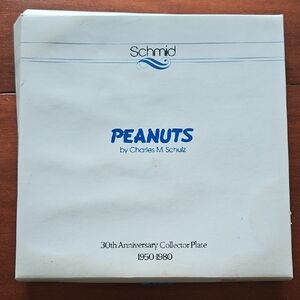 Schmid
PEANUTS
by Charles M. Schulz
30th Anniversary Collector Plate
1950-1980